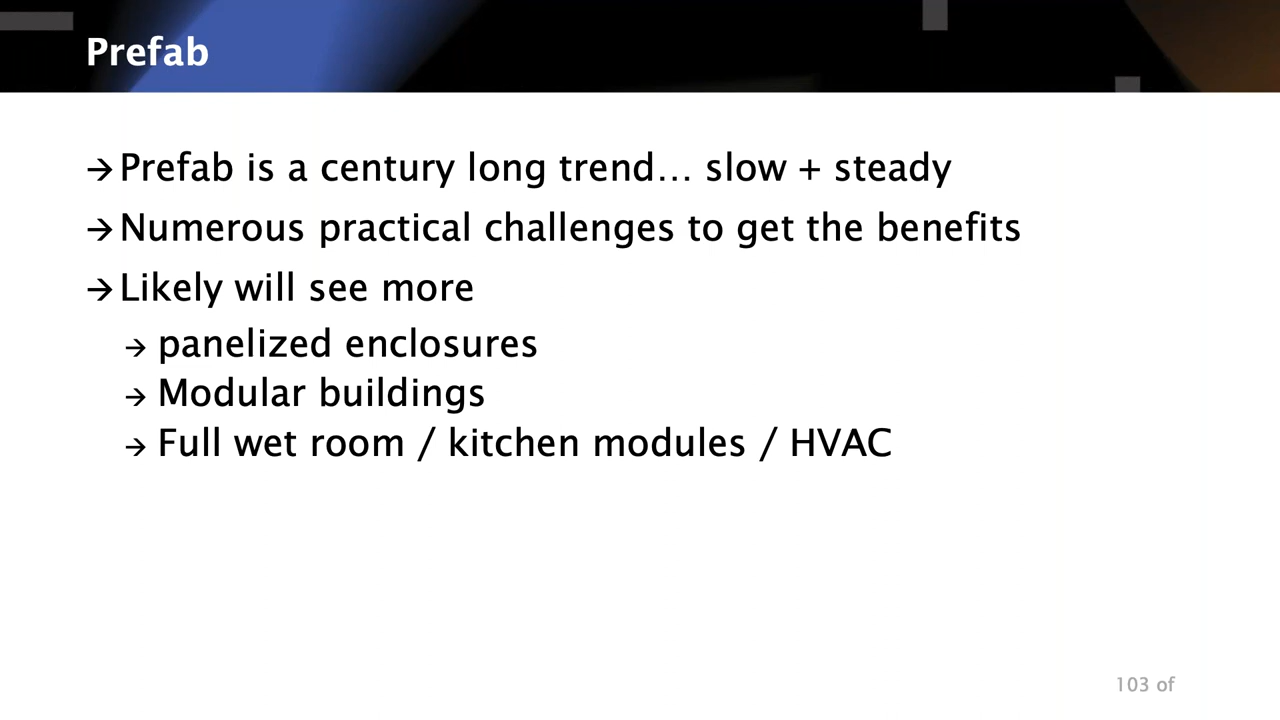 Prefab
→Prefab is a century long trend… slow + steady
→Numerous practical challenges to get the benefits
→Likely will see more
→ panelized enclosures
→ Modular buildings
→ Full wet room / kitchen modules / HVAC
103 of